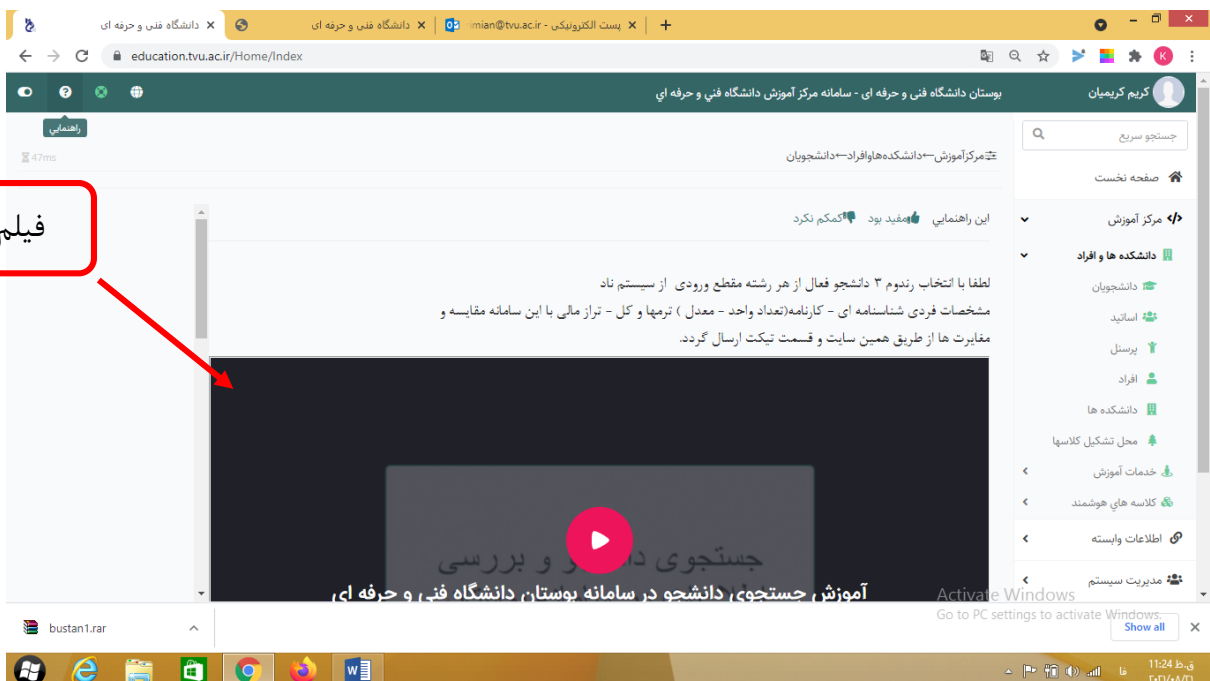 دانشگاه فنی و حرفه ای
دانشگاه فنی و حرفه ای
پست الکترونیکی - imian@tvu.ac.ir
education.tvu.ac.ir/Home/Index
K
کریم کریمیان
بوستان دانشگاه فنی و حرفه ای - سامانه مرکز آموزش دانشگاه فني و حرفه اي
راهنمايي
جستجو سریع
47ms
مرکزآموزش←دانشکده‌هاوافراد←دانشجویان
صفحه نخست
مرکز آموزش
دانشکده ها و افراد
دانشجویان
اساتید
پرسنل
افراد
دانشکده ها
محل تشکیل کلاسها
خدمات آموزش
کلاسه هاي هوشمند
اطلاعات وابسته
مدیریت سیستم
این راهنمايي مفید بود کمکم نکرد
فیلم
لطفا با انتخاب رندوم ۳ دانشجو فعال از هر رشته مقطع ورودی از سیستم ناد
مشخصات فردی شناسنامه ای - کارنامه(تعداد واحد - معدل ) ترمها و کل - تراز مالی با این سامانه مقایسه و
مغایرت ها از طریق همین سایت و قسمت تیکت ارسال گردد.
جستجوی و بررسی
آموزش جستجوی دانشجو در سامانه بوستان دانشگاه فنی و حرفه ای
Activate Windows
Go to PC settings to activate Windows.
bustan1.rar
Show all
فا
11:24 ق.ظ